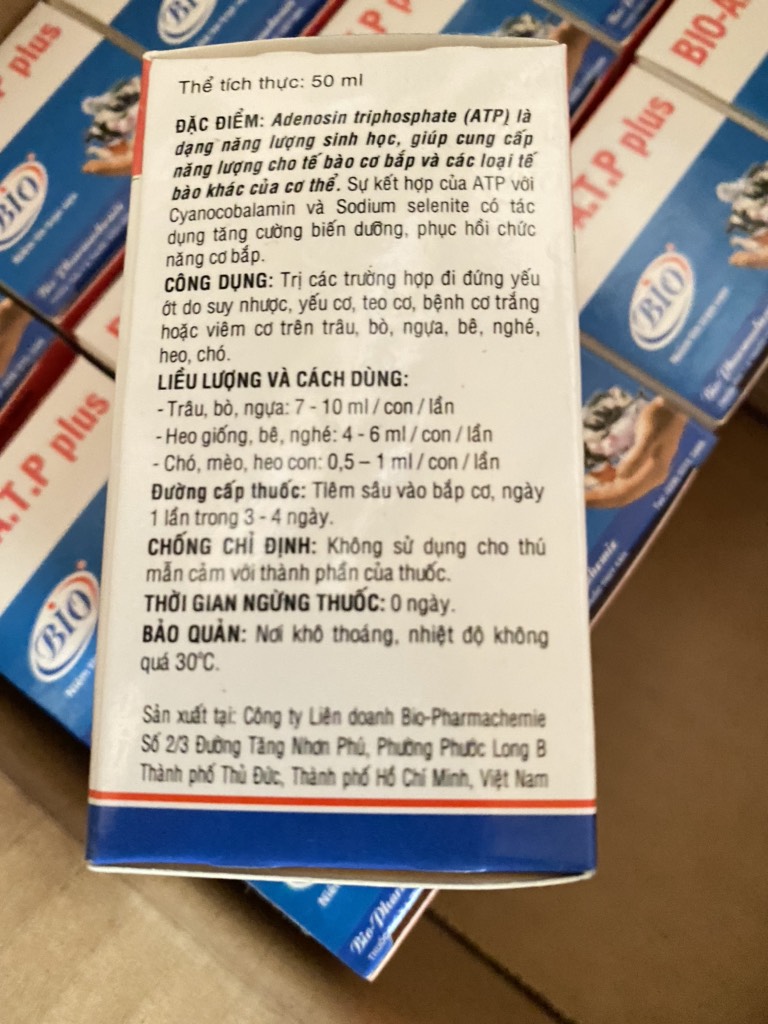 Thể tích thực: 50 ml
ĐẶC ĐIỂM: Adenosin triphosphate (ATP) là
dạng năng lượng sinh học, giúp cung cấp
năng lượng cho tế bào cơ bắp và các loại tế
bào khác của cơ thể. Sự kết hợp của ATP với
Cyanocobalamin và Sodium selenite có tác
dụng tăng cường biến dưỡng, phục hồi chức
năng cơ bắp.
CÔNG DỤNG: Trị các trường hợp đi đứng yếu
ớt do suy nhược, yếu cơ, teo cơ, bệnh cơ trắng
hoặc viêm cơ trên trâu, bò, ngựa, bê, nghé,
heo, chó.
LIỀU LƯỢNG VÀ CÁCH DÙNG:
- Trâu, bò, ngựa: 7 - 10 ml / con / lần
- Heo giống, bê, nghé: 4 - 6 ml / con / lần
- Chó, mèo, heo con: 0,5 – 1 ml / con / lần
Đường cấp thuốc: Tiêm sâu vào bắp cơ, ngày
1 lần trong 3 - 4 ngày.
CHỐNG CHỈ ĐỊNH: Không sử dụng cho thú
mẫn cảm với thành phần của thuốc.
THỜI GIAN NGỪNG THUỐC: 0 ngày.
BẢO QUẢN: Nơi khô thoáng, nhiệt độ không
quá 30°C.
Sản xuất tại: Công ty Liên doanh Bio-Pharmachemie
Số 2/3 Đường Tăng Nhơn Phú, Phường Phước Long B
Thành phố Thủ Đức, Thành phố Hồ Chí Minh, Việt Nam
BIO
P plus
BIO
Bio-Pharmachemie
A.T.P plus
BIO
BIO-A
A.T.P plus
BIO
Bio-Pharmachemie